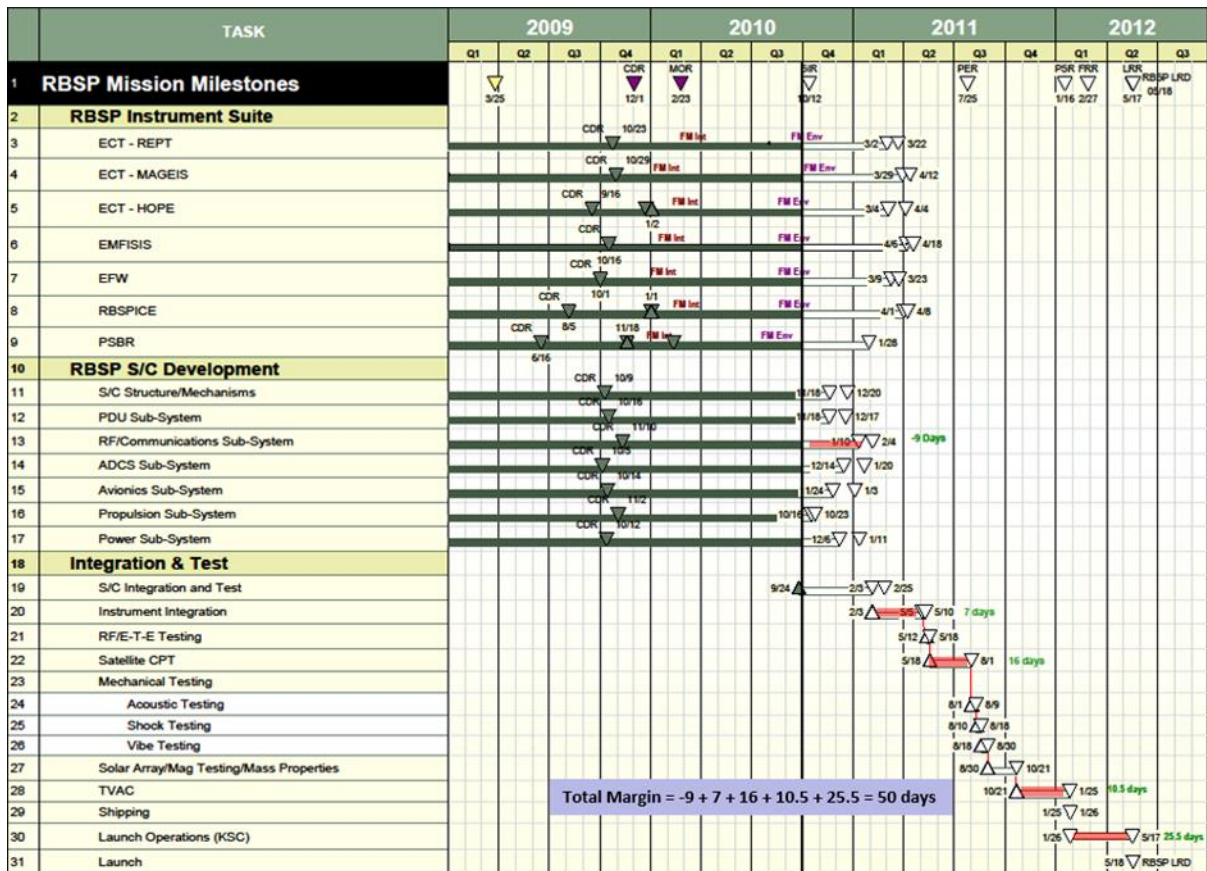 TASK 2009 2010 2011 2012
Q1 Q2 Q3 Q4 Q1 Q2 Q3 Q4 Q1 Q2 Q3 Q4 Q1 Q2 Q3
CDR MOR SIR PER PSR FRR LRR
1 RBSP Mission Milestones RBSP LRD
05/18
3/25 12/1 2/23 10/12 7/25 1/16 2/27 5/17
2 RBSP Instrument Suite
CDR 10/23 FM Int FM Env
3 ECT - REPT 3/2 3/22
CDR 10/29 FM Int FM Env
4 ECT - MAGEIS 3/29 4/12
CDR 9/16 FM Int FM Env
5 ECT - HOPE 3/4 4/4
1/2
CDR FM Int FM Env
6 EMFISIS 4/6 4/18
10/16
CDR FM Int FM Env
7 EFW 3/9 3/23
10/1 1/1
CDR FM Int FM Env
8 RBSPICE 4/1 4/8
8/5 11/18
CDR FM Int FM Env
9 PSBR 1/28
6/16
10 RBSP S/C Development
CDR 10/9
11 S/C Structure/Mechanisms 11/18 12/20
CDR 10/16
12 PDU Sub-System 11/18 12/17
CDR 11/10
13 RF/Communications Sub-System 1/10 2/4 -9 Days
CDR 10/5
14 ADCS Sub-System 12/14 1/20
CDR 10/14
15 Avionics Sub-System 1/24 1/3
CDR 11/2
16 Propulsion Sub-System 10/16 10/23
CDR 10/12
17 Power Sub-System 12/6 1/11
18 Integration & Test
19 S/C Integration and Test 9/24 2/3 2/25
20 Instrument Integration 2/3 5/5 5/10 7 days
21 RF/E-T-E Testing 5/12 5/18
22 Satellite CPT 5/18 8/1 16 days
23 Mechanical Testing
24 Acoustic Testing 8/1 8/9
25 Shock Testing 8/10 8/18
26 Vibe Testing 8/18 8/30
27 Solar Array/Mag Testing/Mass Properties 8/30 10/21
28 TVAC 10/21 1/25 10.5 days
Total Margin = -9 + 7 + 16 + 10.5 + 25.5 = 50 days
29 Shipping 1/25 1/26
30 Launch Operations (KSC) 1/26 5/17 25.5 days
31 Launch 5/18 RBSP LRD